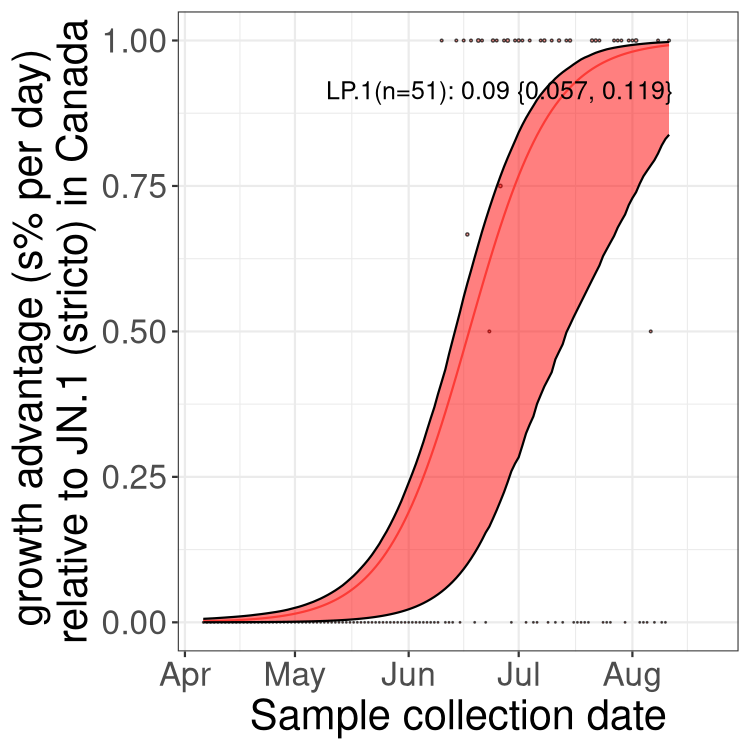 growth advantage (s% per day)
relative to JN.1 (stricto) in Canada
1.00
0.75
0.50
0.25
0.00
LP.1(n=51): 0.09 {0.057, 0.119}
Apr May Jun Jul Aug
Sample collection date